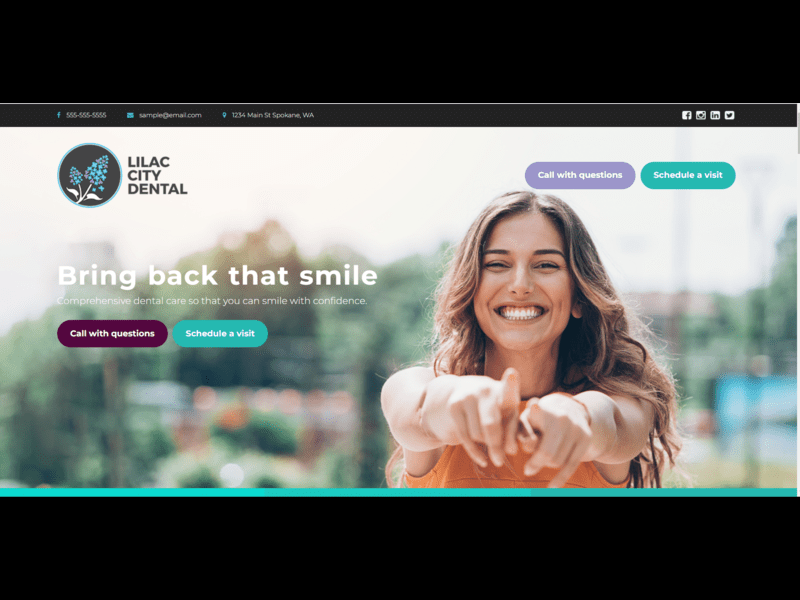 555-555-5555 sample@email.com 1234 Main St Spokane, WA
LILAC
CITY
DENTAL
Call with questions Schedule a visit
Bring back that smile
Comprehensive dental care so that you can smile with confidence.
Call with questions Schedule a visit